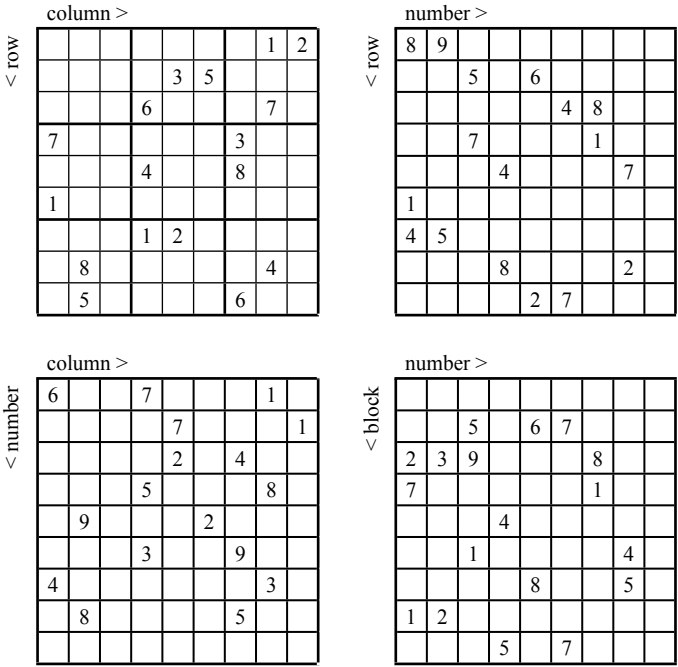 column > number >
< row < row
1 2 8 9
3 5 5 6
6 7 4 8
7 3 7 1
4 8 4 7
1 1
1 2 4 5
8 4 8 2
5 6 2 7
column > number >
< number < block
6 7 1
7 1 5 6 7
2 4 2 3 9 8
5 8 7 1
9 2 4
3 9 1 4
4 3 8 5
8 5 1 2
5 7